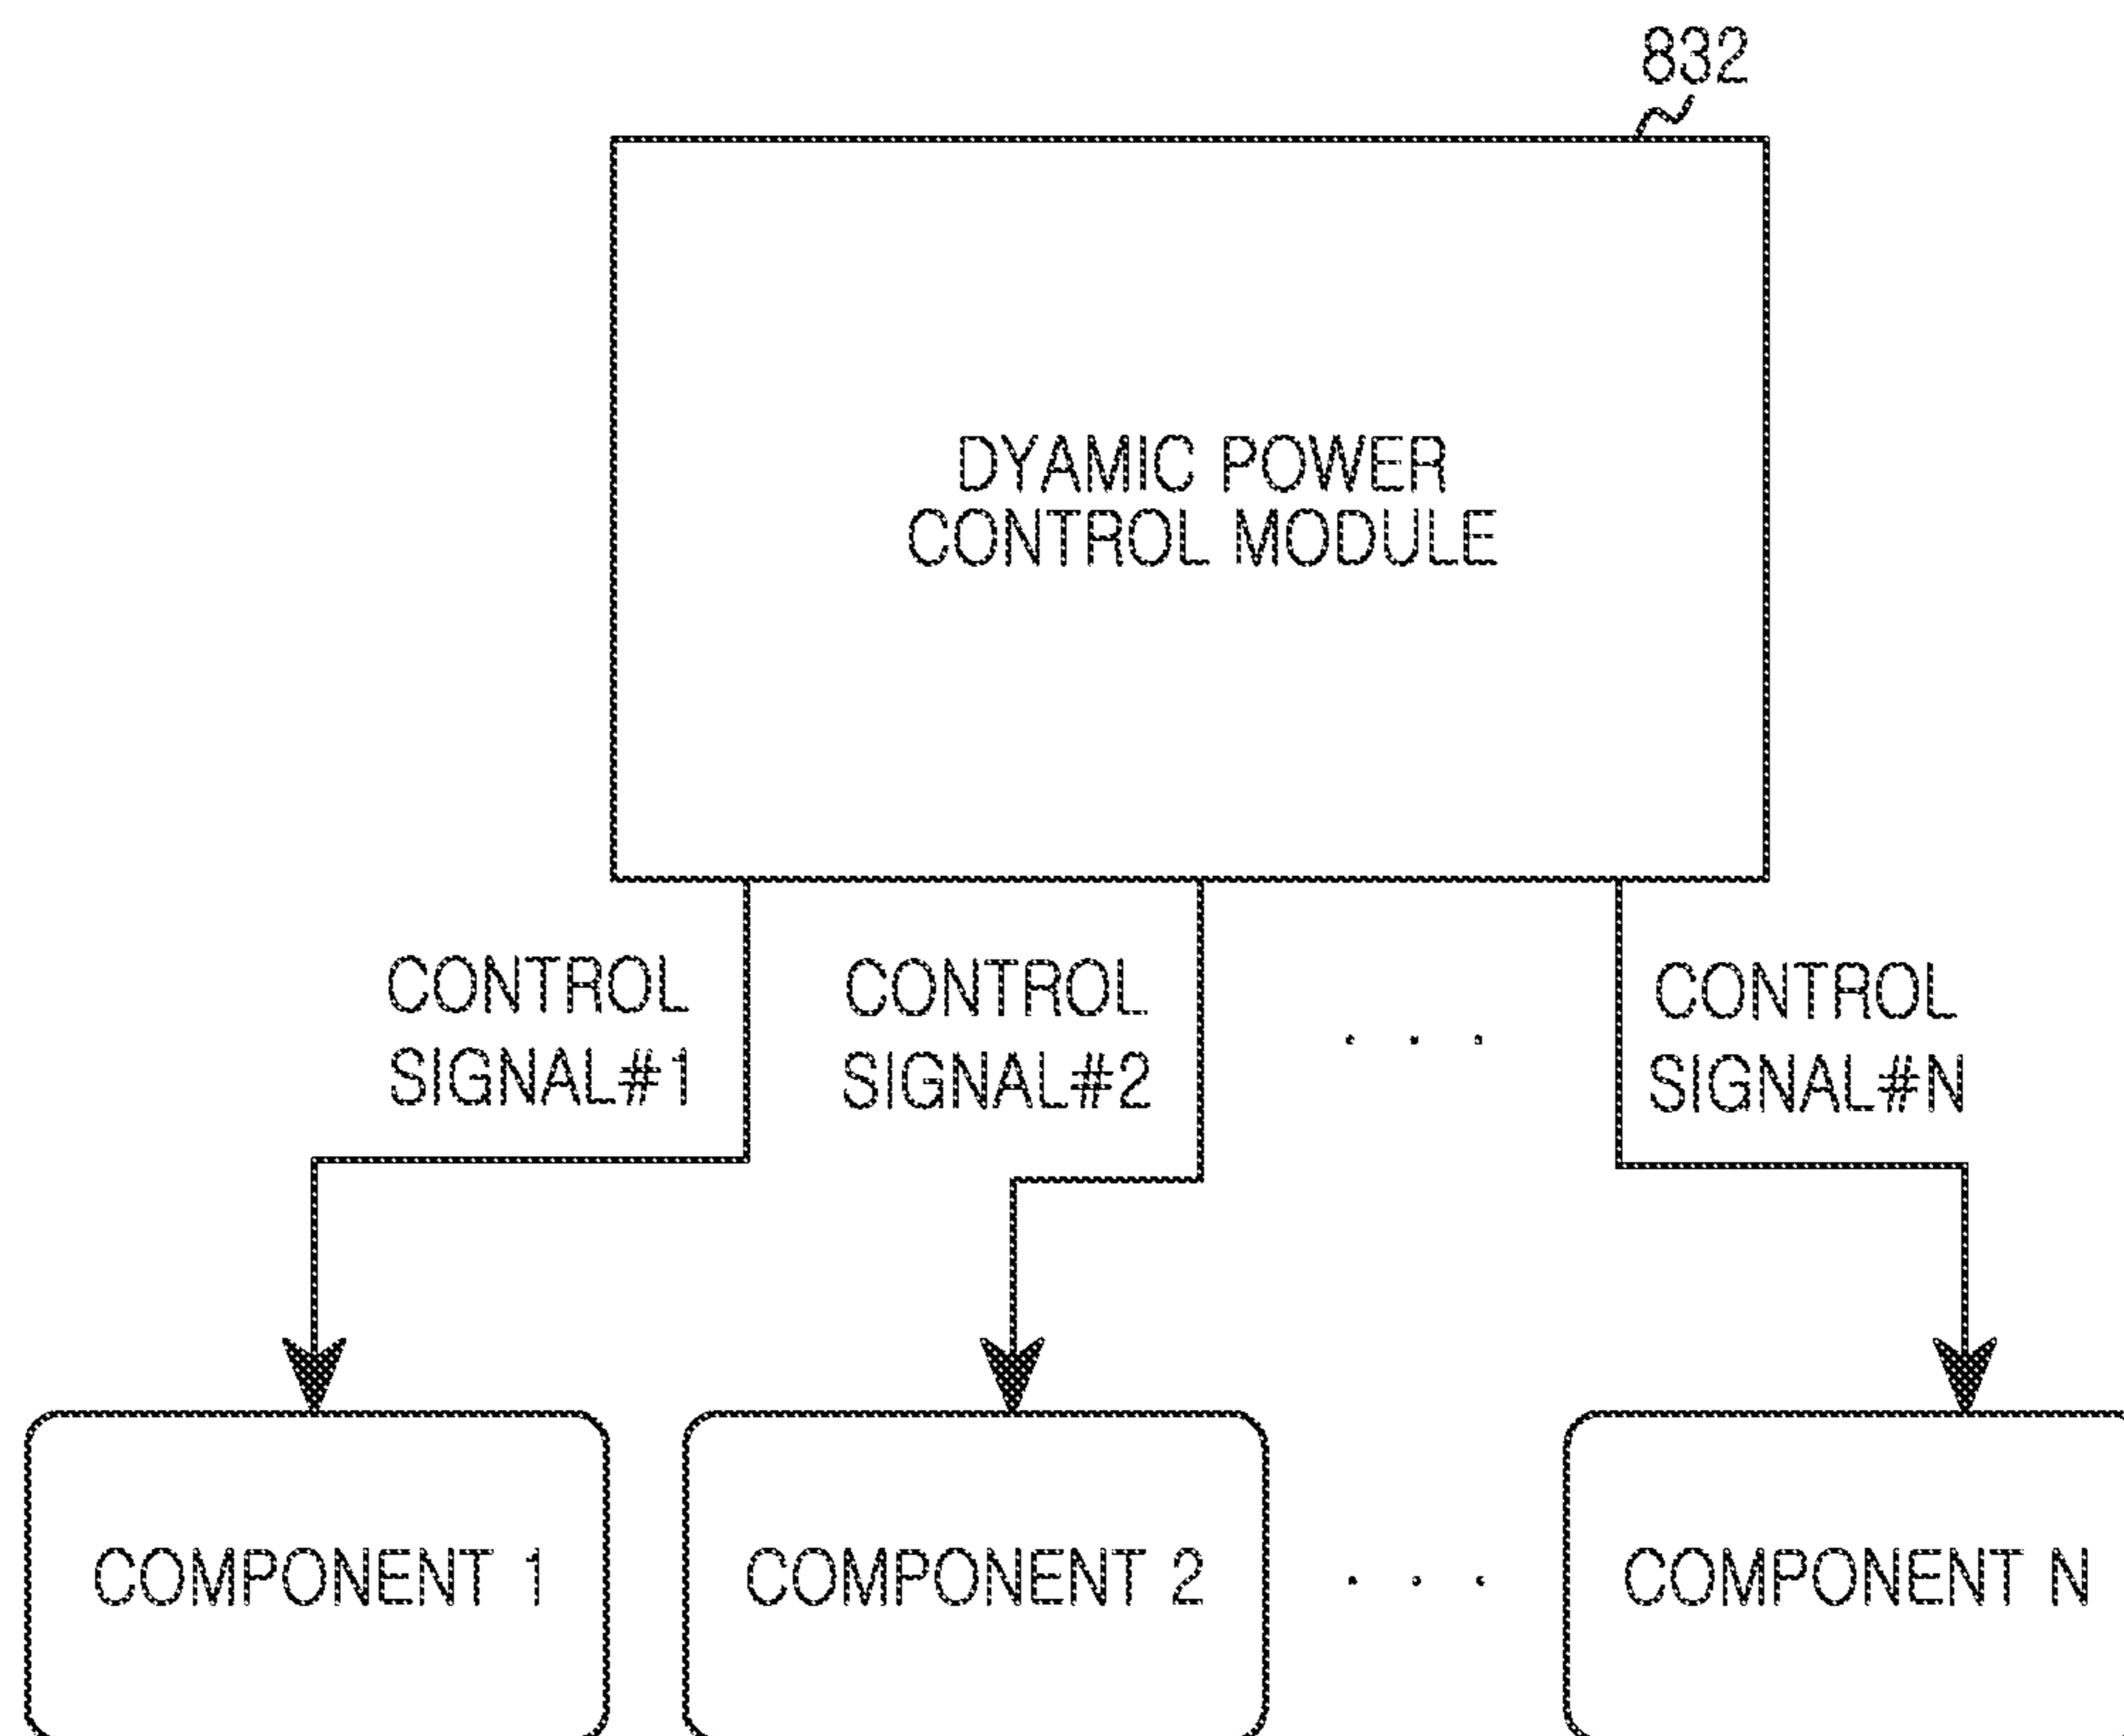 832
DYAMIC POWER
CONTROL MODULE
CONTROL
SIGNAL#1
CONTROL
SIGNAL#2
. . .
CONTROL
SIGNAL#N
COMPONENT 1
COMPONENT 2
. . .
COMPONENT N